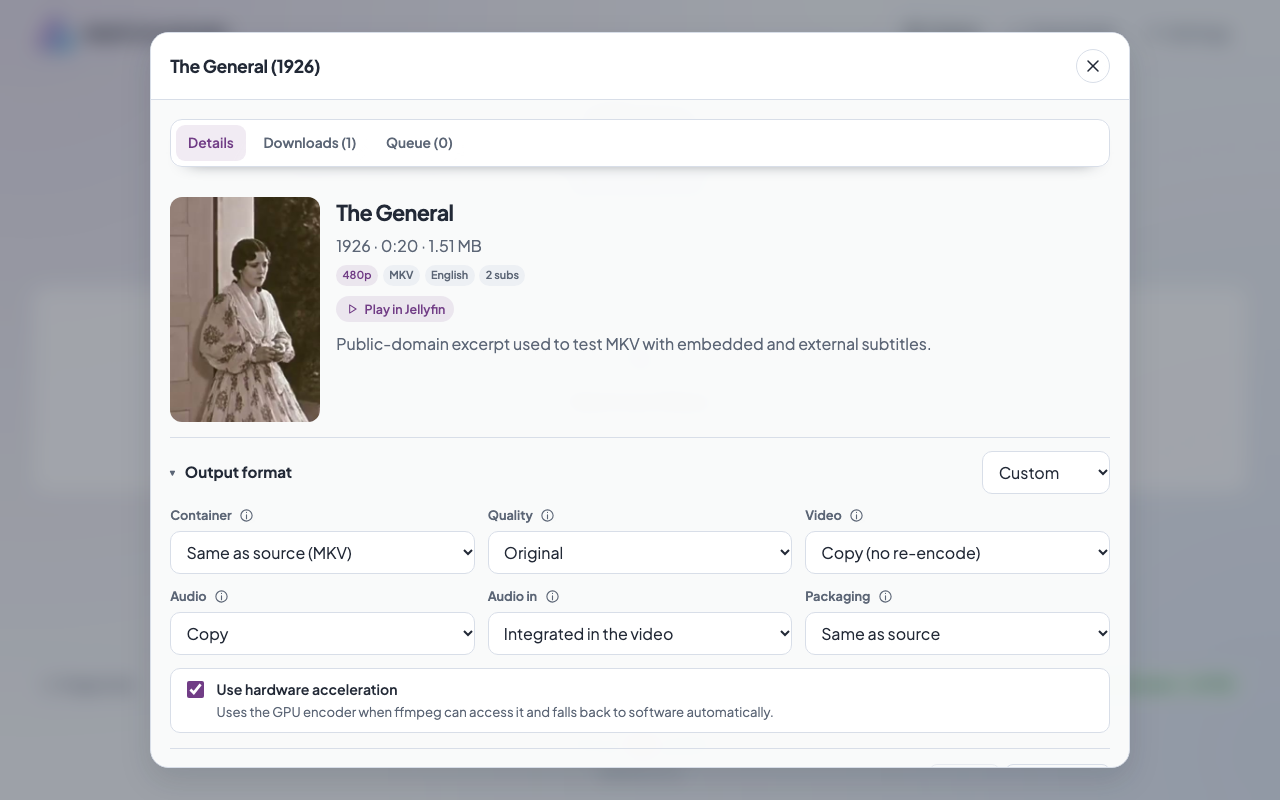 The General (1926)
Details Downloads (1) Queue (0)
The General
1926 · 0:20 · 1.51 MB
480p MKV English 2 subs
Play in Jellyfin
Public-domain excerpt used to test MKV with embedded and external subtitles.
Output format Custom
Container Quality Video
Same as source (MKV) Original Copy (no re-encode)
Audio Audio in Packaging
Copy Integrated in the video Same as source
Use hardware acceleration
Uses the GPU encoder when ffmpeg can access it and falls back to software automatically.